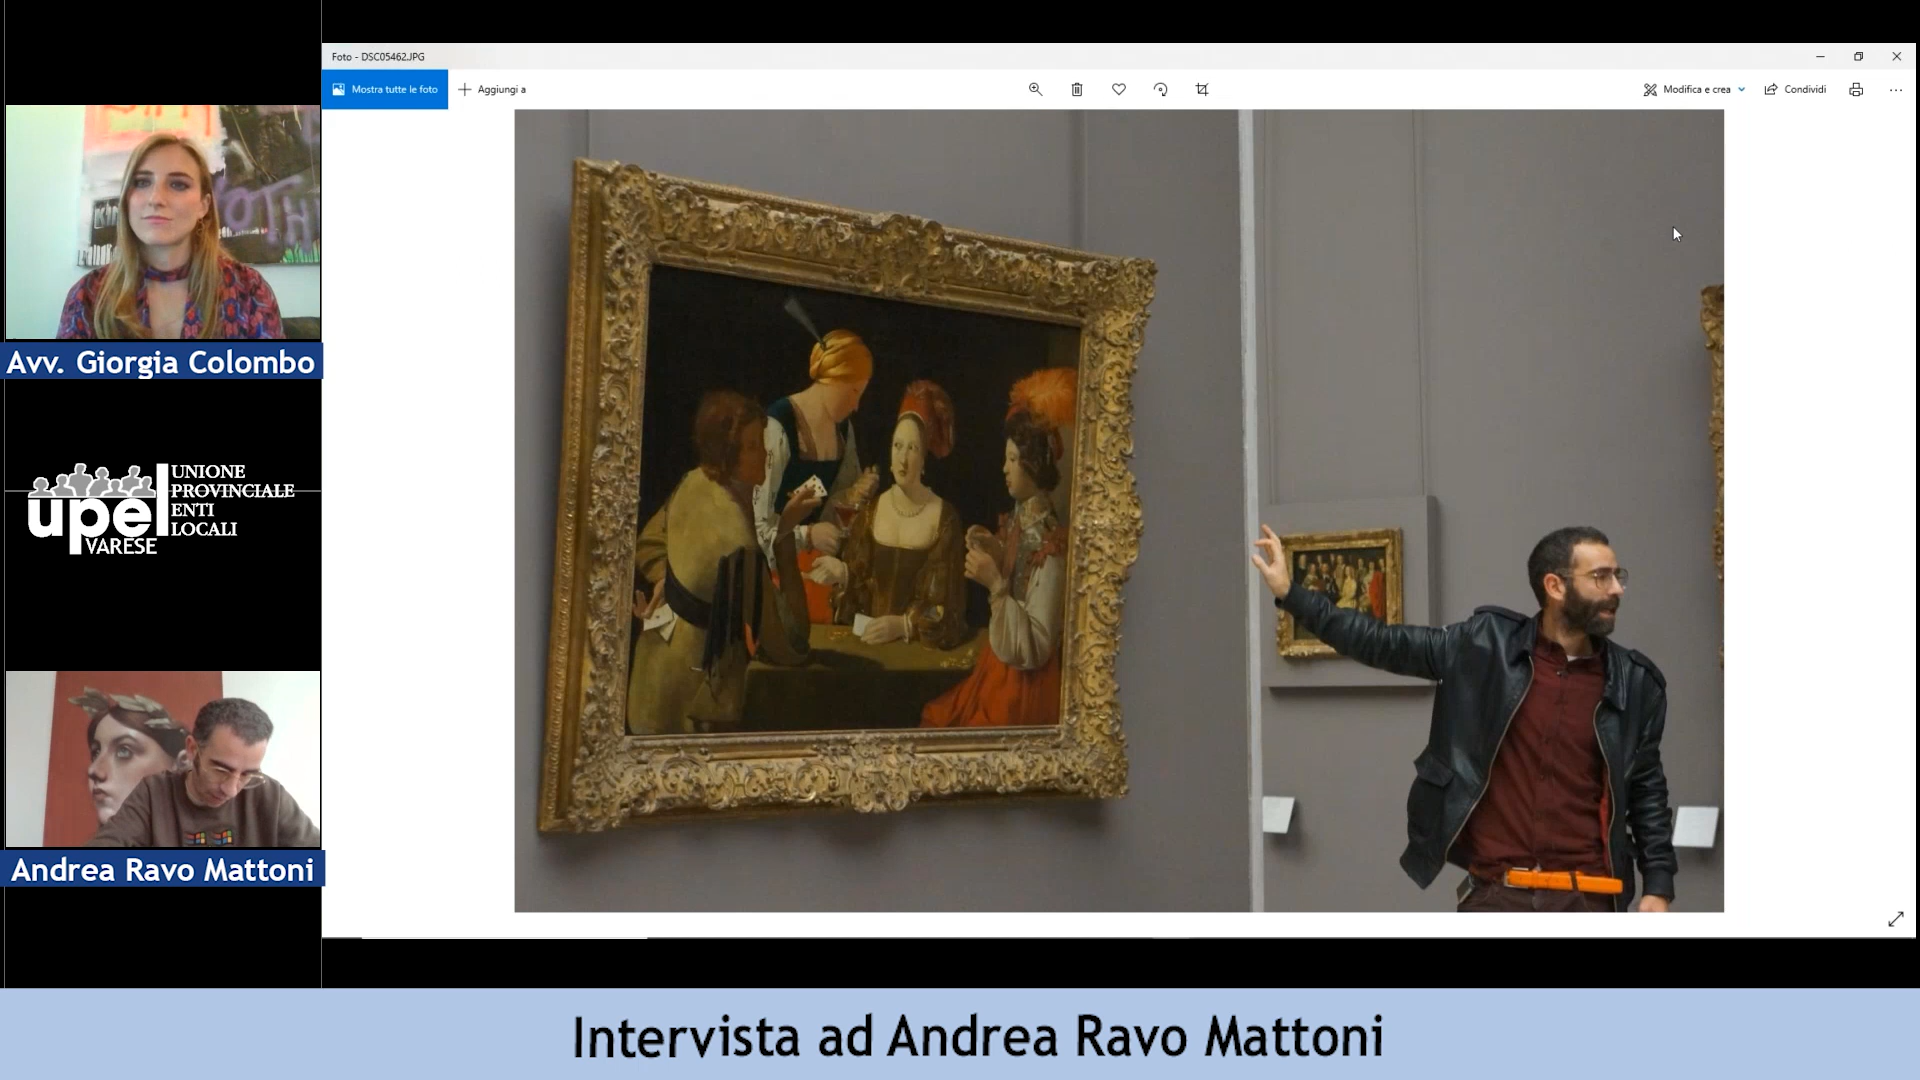 Foto - DSC05462.JPG
Mostra tutte le foto
Aggiungi a
Modifica e crea
Condividi
Avv. Giorgia Colombo
upel
UNIONE
PROVINCIALE
ENTI
LOCALI
VARESE
Andrea Ravo Mattoni
Intervista ad Andrea Ravo Mattoni